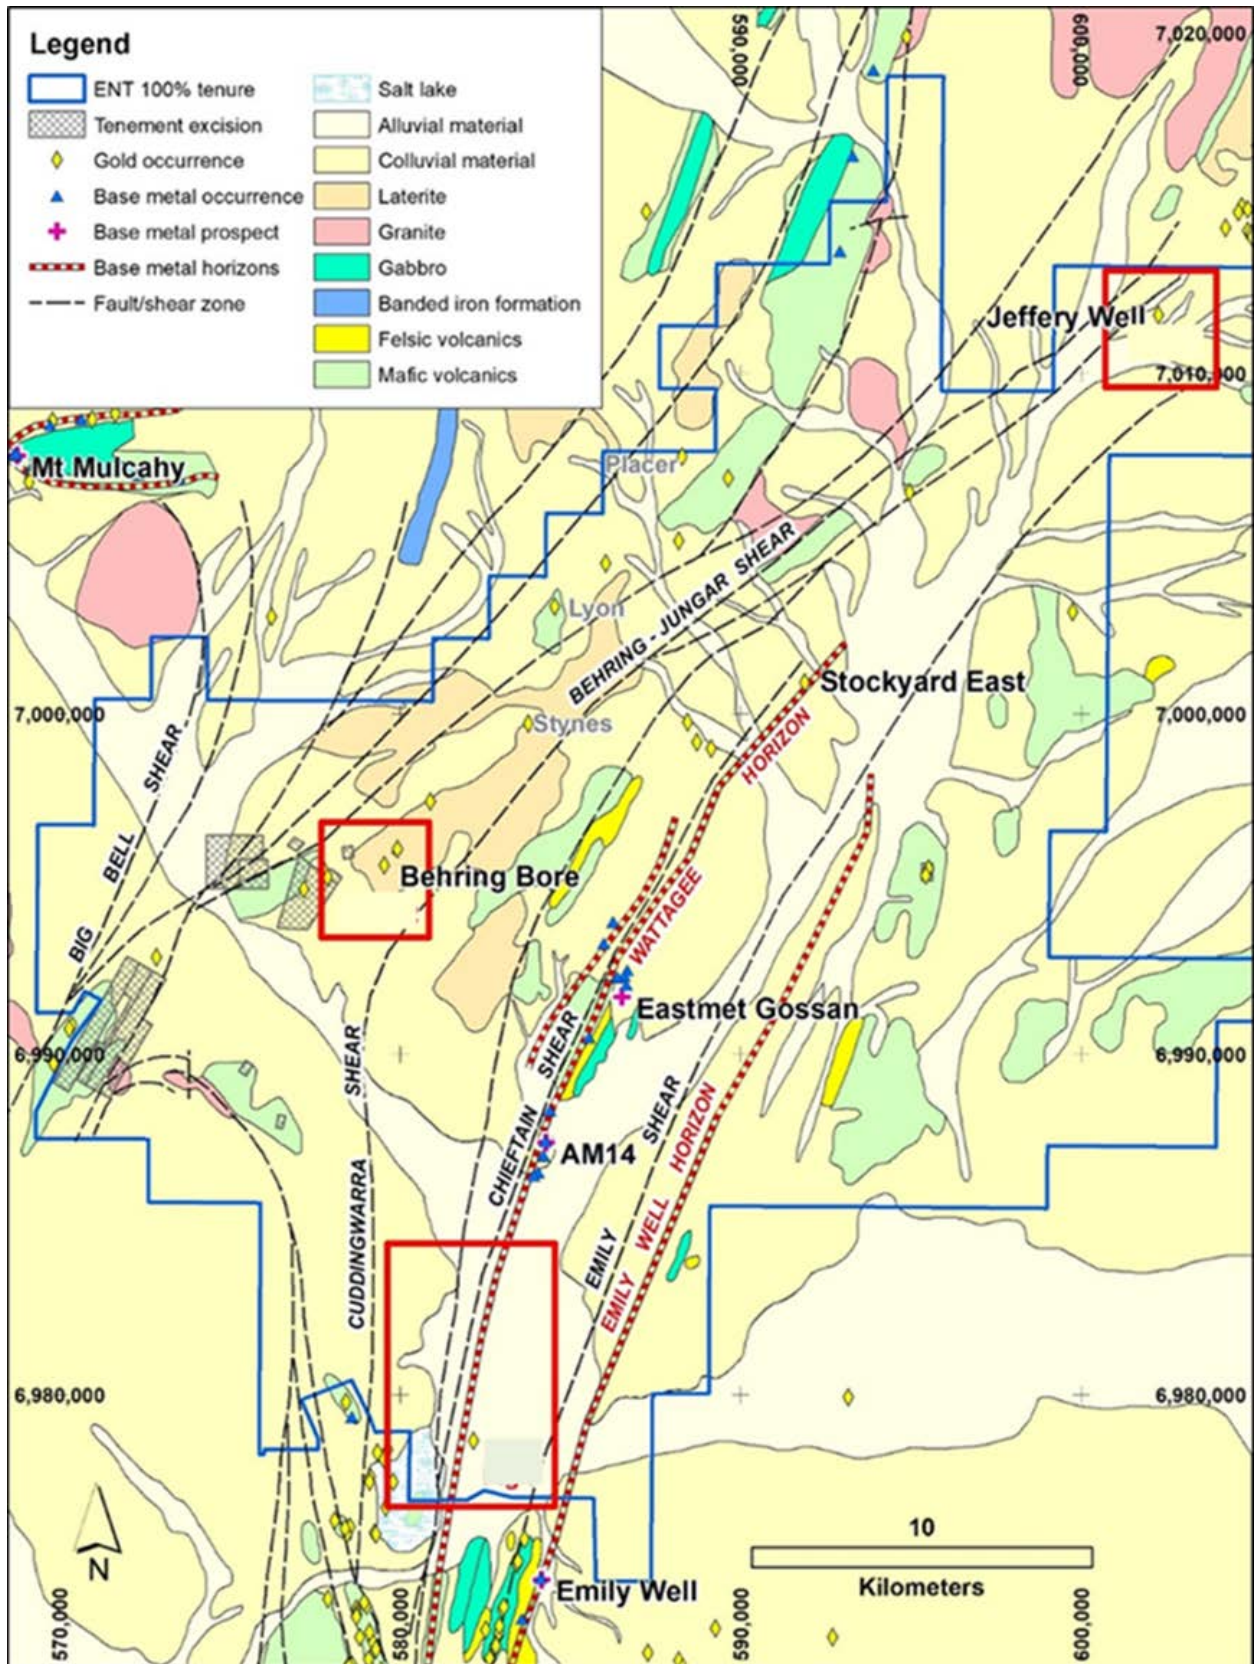 Legend
ENT 100% tenure
Tenement excision
Gold occurrence
Base metal occurrence
Base metal prospect
Base metal horizons
Fault/shear zone
Salt lake
Alluvial material
Colluvial material
Laterite
Granite
Gabbro
Banded iron formation
Felsic volcanics
Mafic volcanics
590,000
600,000
7,020,000
Jeffery Well
7,010,000
Mt Mulcahy
Placer
BEHRING - JUNGAR SHEAR
Lyon
Stockyard East
7,000,000
Stynes
7,000,000
HORIZON
BIG BELL SHEAR
Behring Bore
WATTAGEE
Eastmet Gossan
6,990,000
6,990,000
CUDDINGWARRA SHEAR
CHIEFTAIN SHEAR
AM14
EMILY SHEAR
EMILY WELL HORIZON
6,980,000
6,980,000
N
10
Kilometers
Emily Well
570,000
580,000
590,000
600,000